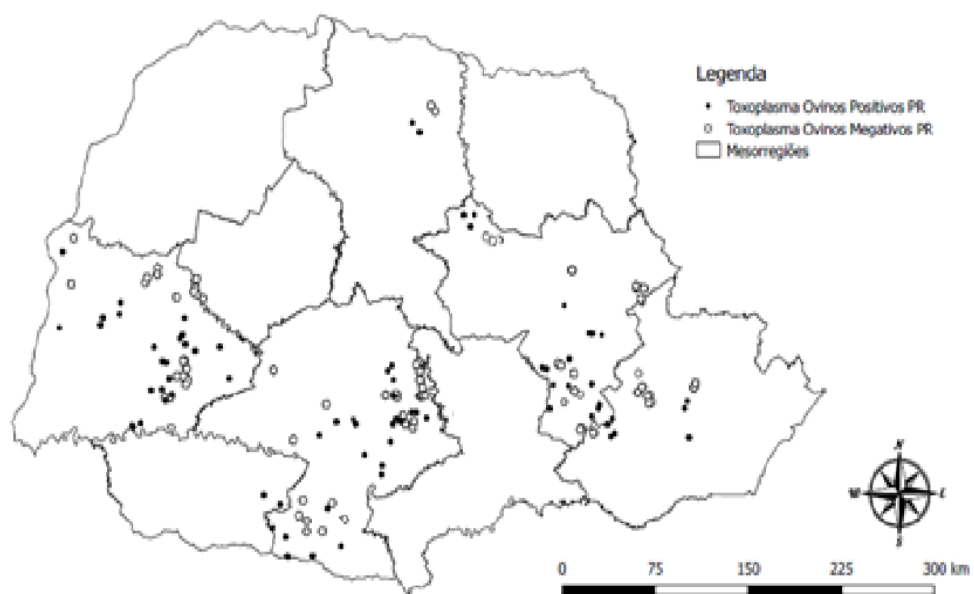 Legenda
Toxoplasma Ovinos Positivos PR
Toxoplasma Ovinos Megativos PR
Mesorregiões
N
L
S
0 75 150 225 300 km